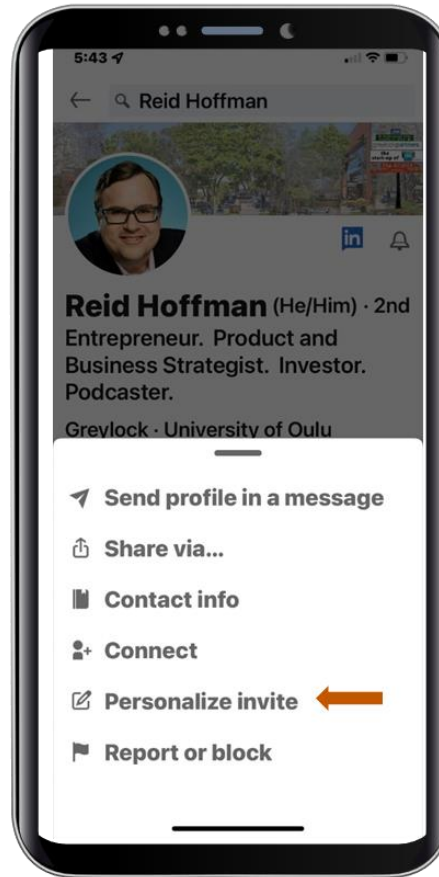 5:43
Reid Hoffman
in
Reid Hoffman (He/Him) · 2nd
Entrepreneur. Product and
Business Strategist. Investor.
Podcaster.
Greylock · University of Oulu
Send profile in a message
Share via...
Contact info
Connect
Personalize invite
Report or block